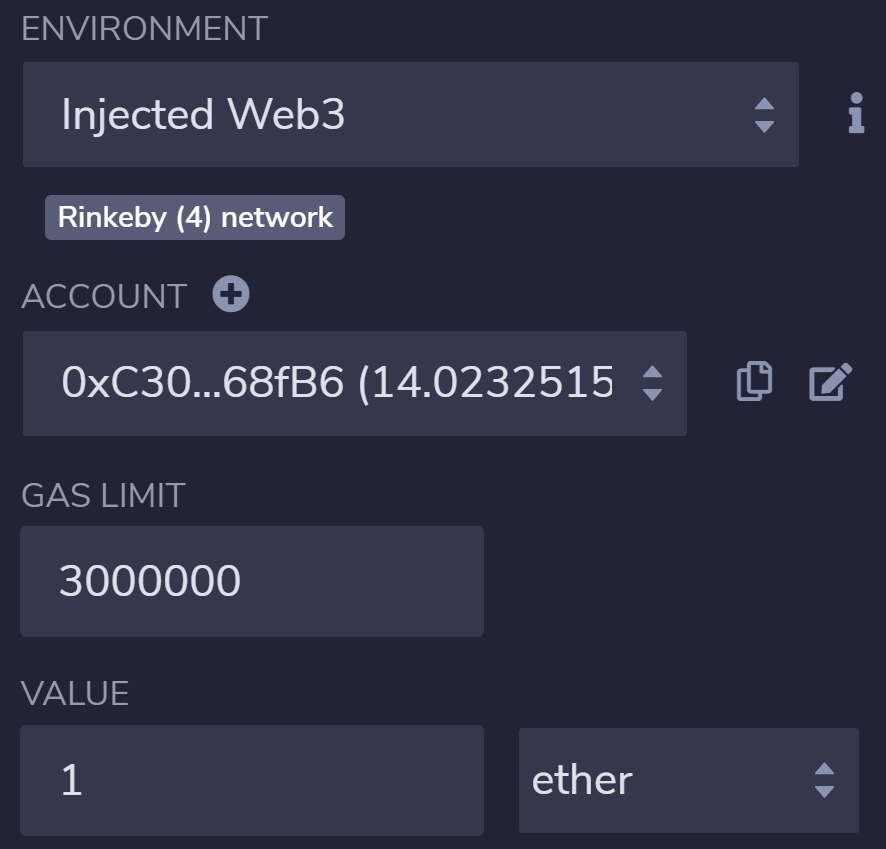 ENVIRONMENT
Injected Web3
Rinkeby (4) network
ACCOUNT
0xC30...68fB6 (14.0232515
GAS LIMIT
3000000
VALUE
1 ether